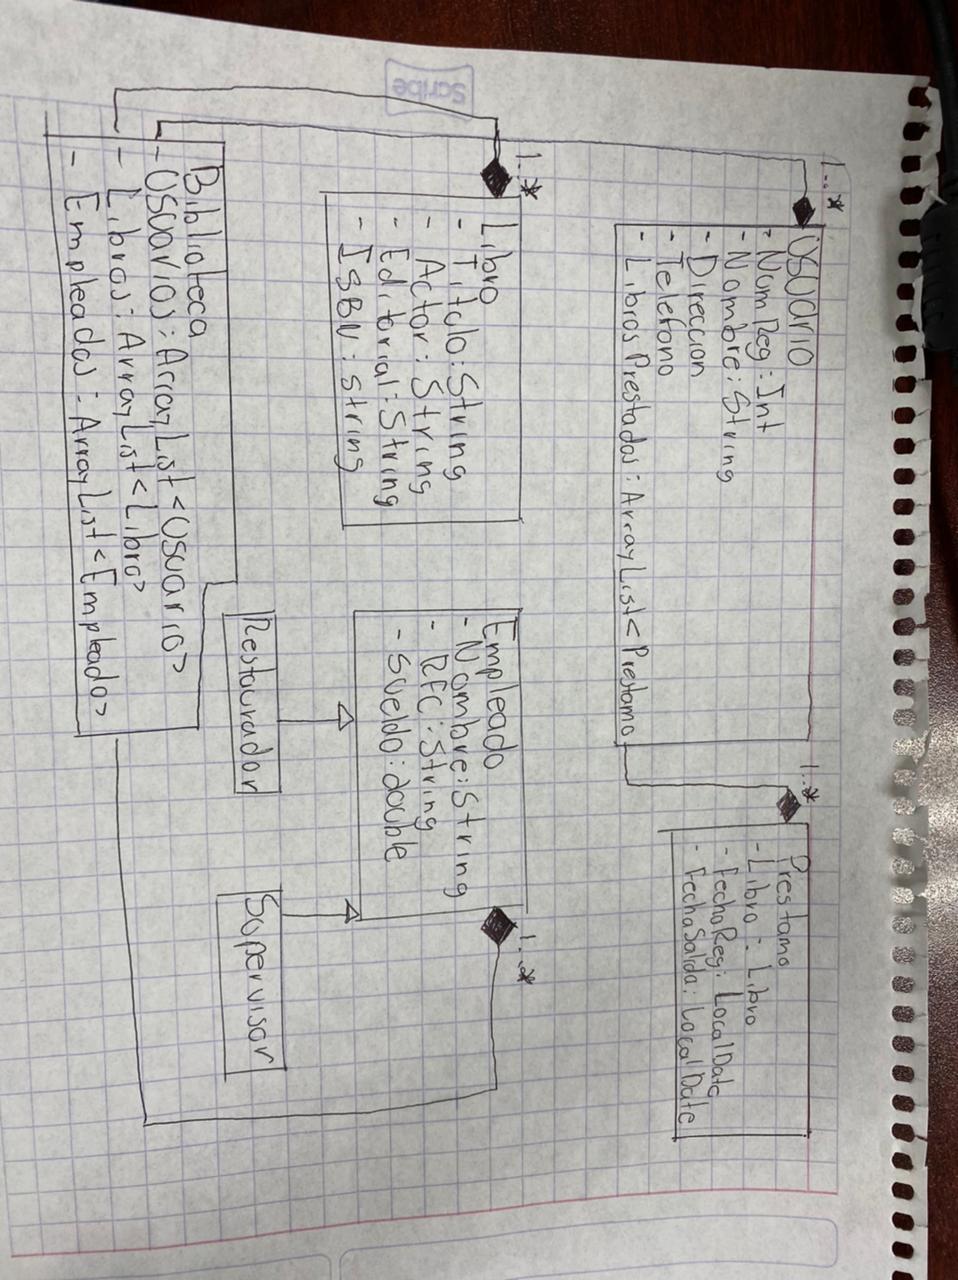 Usuario
- NomReg: Int
- Nombre: String
- Direccion
- Telefono
- LibrosPrestados: ArrayList<Prestamo
1..*
Prestamo
- Libro: Libro
- FechaReg: LocalDate
- FechaSalida: LocalDate
1..*
Libro
- Titulo: String
- Actor: String
- Editorial: String
- ISBN: String
1..*
Empleado
- Nombre: String
- RFC: String
- Sueldo: double
1..*
Restaurador
Supervisor
Biblioteca
- Usuarios: ArrayList<Usuario>
- Libros: ArrayList<Libro>
- Empleados: ArrayList<Empleado>
Scribe